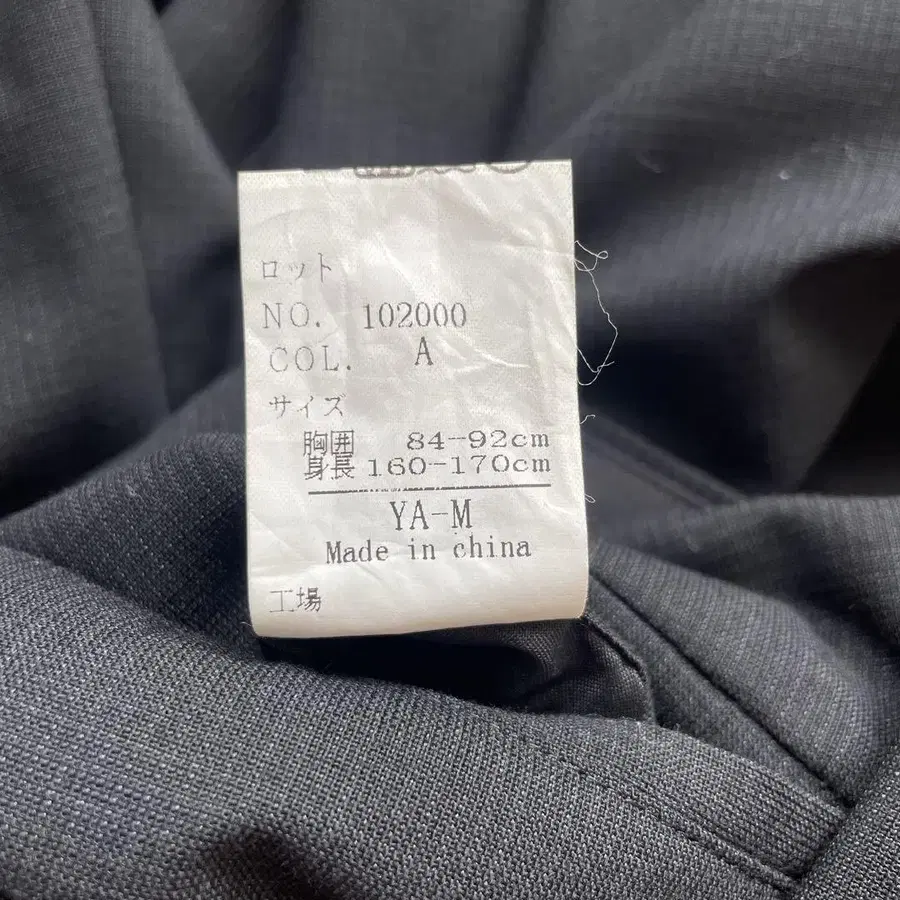 ロット
NO. 102000
COL. A
サイズ
胸囲 84-92cm
身長 160-170cm
YA-M
Made in china
工場